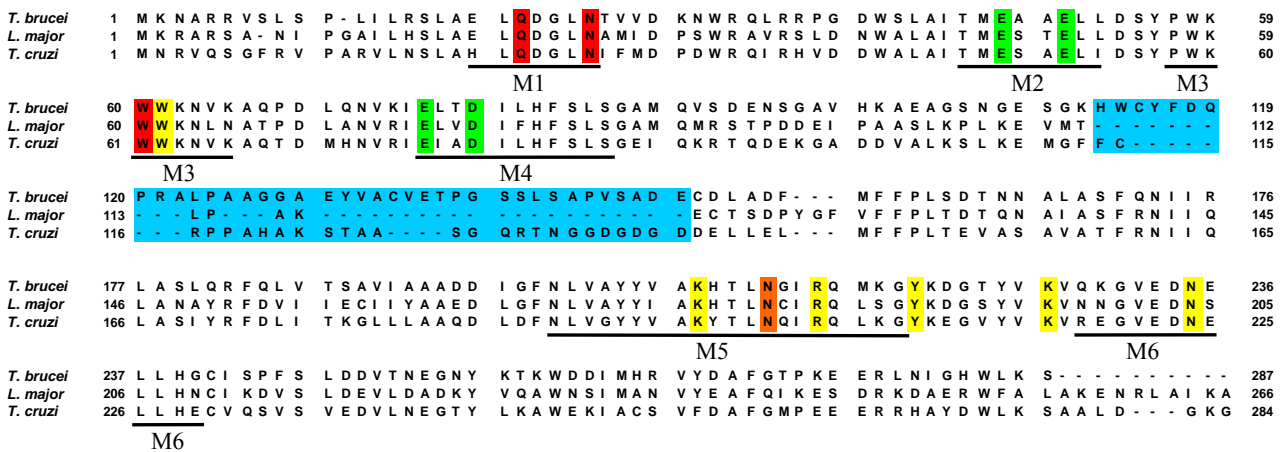 T. brucei 1 M K N A R R V S L S P - L I L R S L A E L Q D G L N T V V D K N W R Q L R R P G D W S L A I T M E A A E L L D S Y P W K 59
L. major 1 M K R A R S A - N I P G A I L H S L A E L Q D G L N A M I D P S W R A V R S L D N W A L A I T M E S T E L L D S Y P W K 59
T. cruzi 1 M N R V Q S G F R V P A R V L N S L A H L Q D G L N I F M D P D W R Q I R H V D D W A L A I T M E S A E L I D S Y P W K 60
M1 M2 M3
T. brucei 60 W W K N V K A Q P D L Q N V K I E L T D I L H F S L S G A M Q V S D E N S G A V H K A E A G S N G E S G K H W C Y F D Q 119
L. major 60 W W K N L N A T P D L A N V R I E L V D I F H F S L S G A M Q M R S T P D D E I P A A S L K P L K E V M T - - - - - - - 112
T. cruzi 61 W W K N V K A Q T D M H N V R I E I A D I L H F S L S G E I Q K R T Q D E K G A D D V A L K S L K E M G F F C - - - - - 115
M3 M4
T. brucei 120 P R A L P A A G G A E Y V A C V E T P G S S L S A P V S A D E C D L A D F - - - M F F P L S D T N N A L A S F Q N I I R 176
L. major 113 - - - L P - - - A K - - - - - - - - - - - - - - - - - - - - E C T S D P Y G F V F F P L T D T Q N A I A S F R N I I Q 145
T. cruzi 116 - - - R P P A H A K S T A A - - - - S G Q R T N G G D G D G D D E L L E L - - - M F F P L T E V A S A V A T F R N I I Q 165
T. brucei 177 L A S L Q R F Q L V T S A V I A A A D D I G F N L V A Y Y V A K H T L N G I R Q M K G Y K D G T Y V K V Q K G V E D N E 236
L. major 146 L A N A Y R F D V I I E C I I Y A A E D L G F N L V A Y Y I A K H T L N C I R Q L S G Y K D G S Y V K V N N G V E D N S 205
T. cruzi 166 L A S I Y R F D L I T K G L L L A A Q D L D F N L V G Y Y V A K Y T L N Q I R Q L K G Y K E G V Y V K V R E G V E D N E 225
M5 M6
T. brucei 237 L L H G C I S P F S L D D V T N E G N Y K T K W D D I M H R V Y D A F G T P K E E R L N I G H W L K S - - - - - - - - - 287
L. major 206 L L H N C I K D V S L D E V L D A D K Y V Q A W N S I M A N V Y E A F Q I K E S D R K D A E R W F A L A K E N R L A I K A 266
T. cruzi 226 L L H E C V Q S V S V E D V L N E G T Y L K A W E K I A C S V F D A F G M P E E E R R H A Y D W L K S A A L D - - - G K G 284
M6